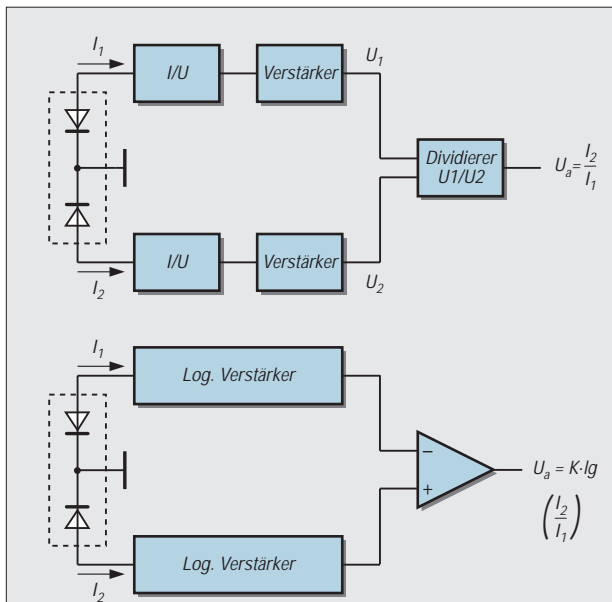 I1
I/U
Verstärker
U1
Dividierer
U1/U2
Ua = I2/I1
I/U
Verstärker
I2
U2
I1
Log. Verstärker
−
+
Ua = K·lg
(I2/I1)
Log. Verstärker
I2